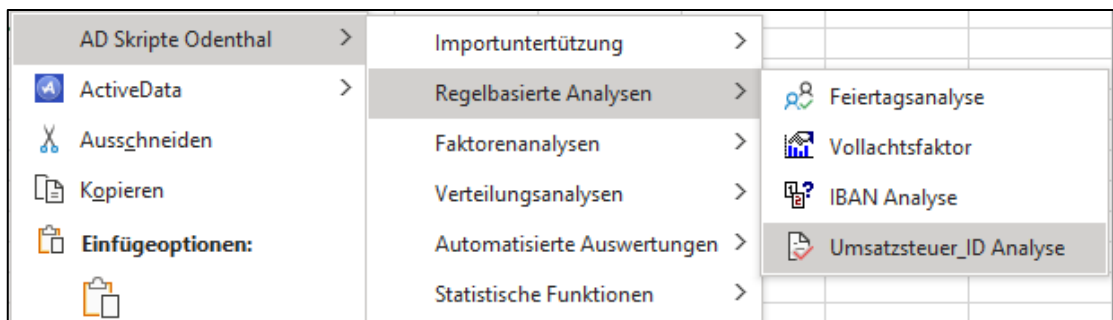 AD Skripte Odenthal
ActiveData
Ausschneiden
Kopieren
Einfügeoptionen:
Importuntertützung
Regelbasierte Analysen
Faktorenanalysen
Verteilungsanalysen
Automatisierte Auswertungen
Statistische Funktionen
Feiertagsanalyse
Vollachtsfaktor
IBAN Analyse
Umsatzsteuer_ID Analyse